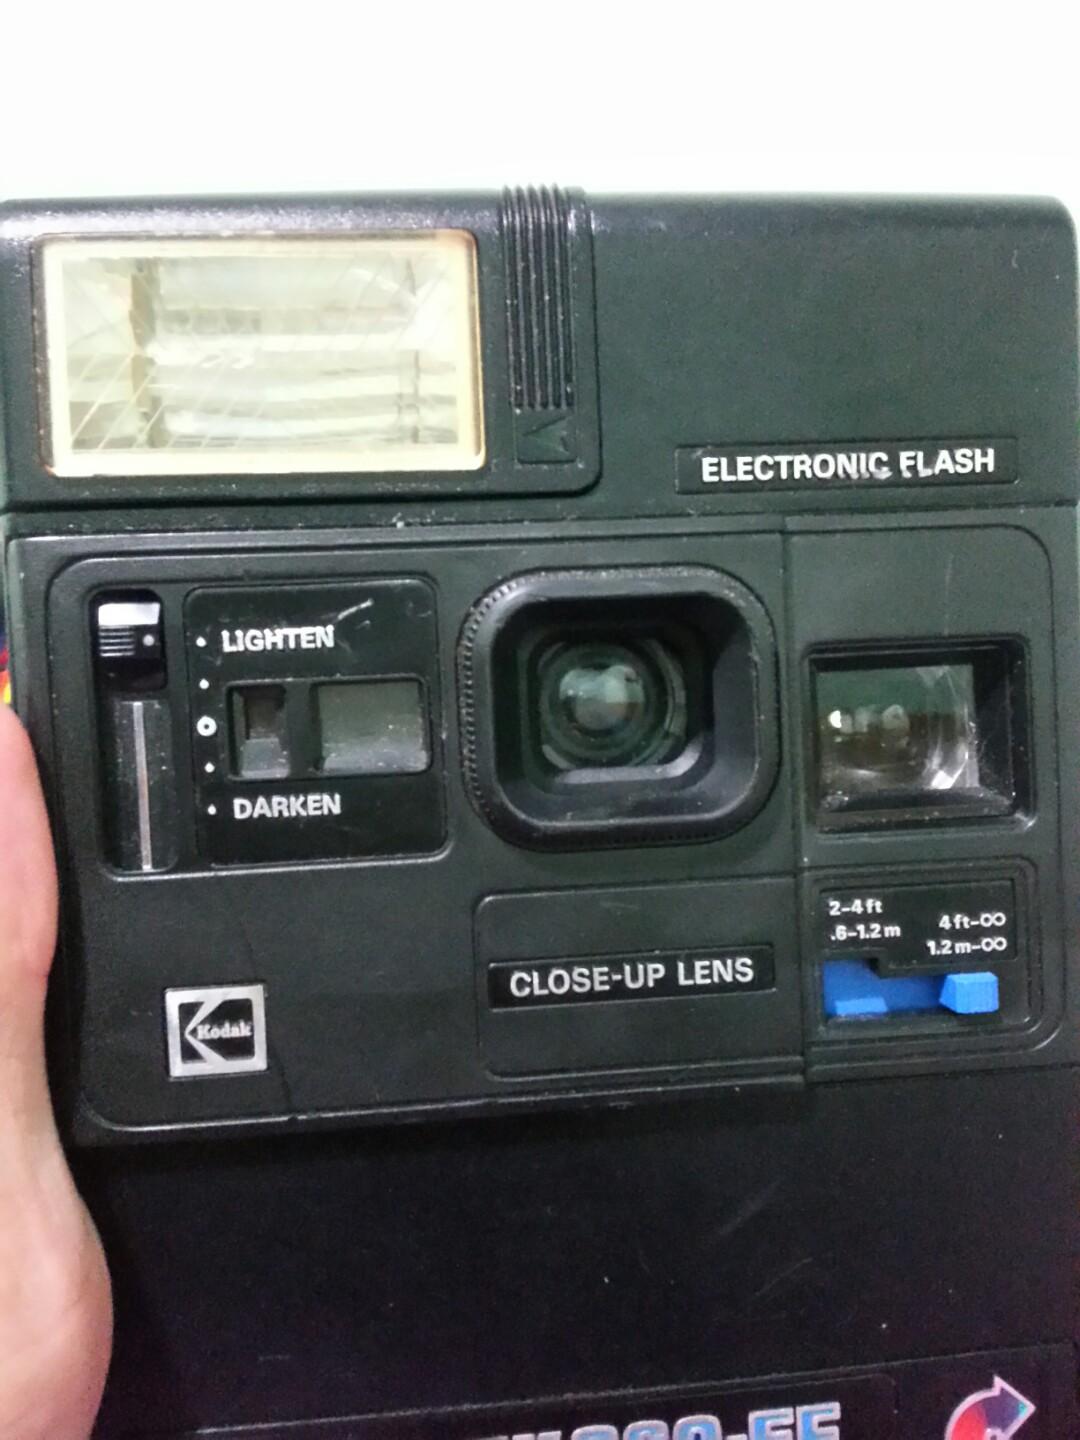 ELECTRONIC FLASH
LIGHTEN
DARKEN
2-4 ft
.6-1.2 m
4 ft-∞
1.2 m-∞
CLOSE-UP LENS
Kodak